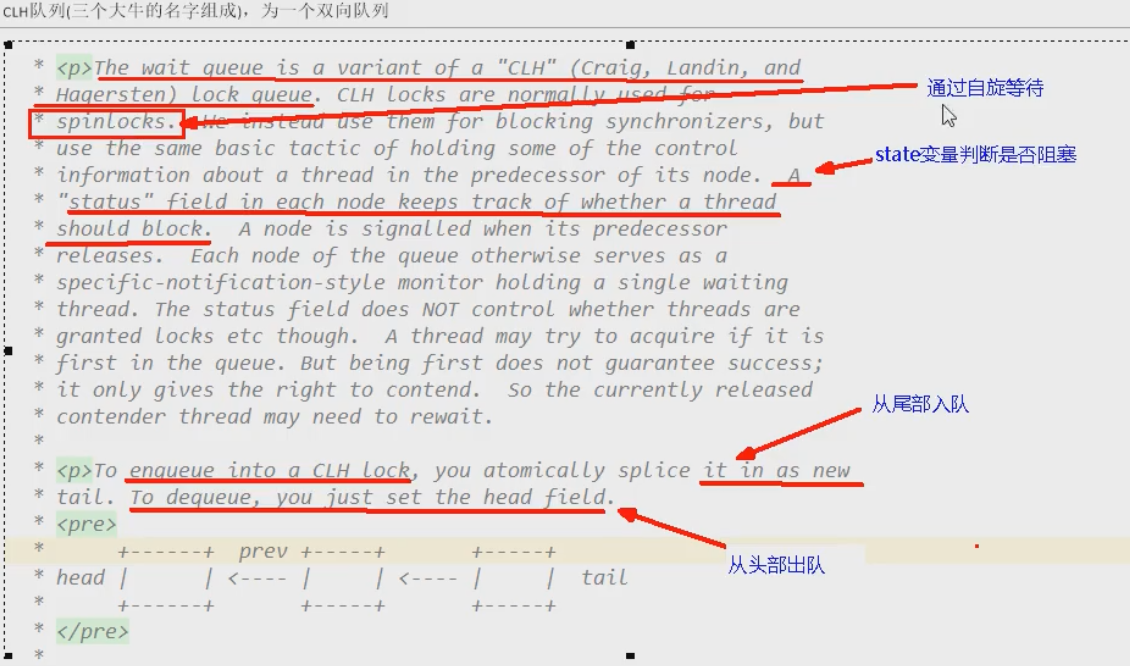 CLH队列(三个大牛的名字组成)，为一个双向队列
* <p>The wait queue is a variant of a "CLH" (Craig, Landin, and
* Hagersten) lock queue. CLH locks are normally used for
通过自旋等待
* spinlocks. We instead use them for blocking synchronizers, but
* use the same basic tactic of holding some of the control
state变量判断是否阻塞
* information about a thread in the predecessor of its node. A
* "status" field in each node keeps track of whether a thread
* should block. A node is signalled when its predecessor
* releases. Each node of the queue otherwise serves as a
* specific-notification-style monitor holding a single waiting
* thread. The status field does NOT control whether threads are
* granted locks etc though. A thread may try to acquire if it is
* first in the queue. But being first does not guarantee success;
* it only gives the right to contend. So the currently released
从尾部入队
* contender thread may need to rewait.
*
* <p>To enqueue into a CLH lock, you atomically splice it in as new
* tail. To dequeue, you just set the head field.
* <pre>
*      +------+  prev +-----+       +-----+
从头部出队
* head |      | <---- |     | <---- |     |  tail
*      +------+       +-----+       +-----+
* </pre>
*